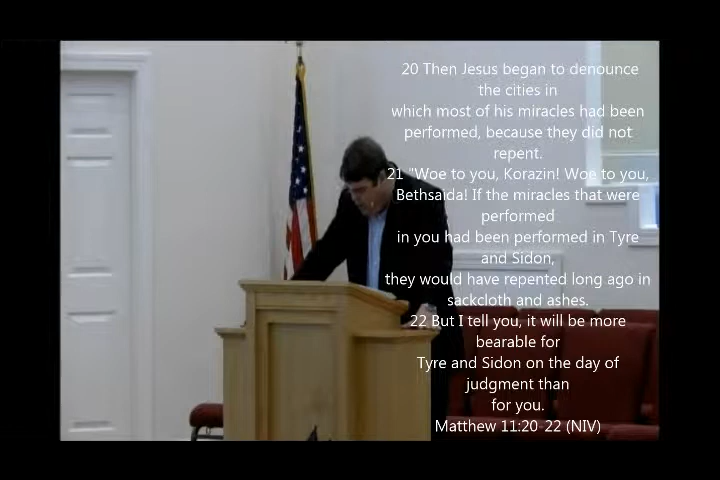 20 Then Jesus began to denounce
the cities in
which most of his miracles had been
performed, because they did not
repent.
21 "Woe to you, Korazin! Woe to you,
Bethsaida! If the miracles that were
performed
in you had been performed in Tyre
and Sidon,
they would have repented long ago in
sackcloth and ashes.
22 But I tell you, it will be more
bearable for
Tyre and Sidon on the day of
judgment than
for you.
Matthew 11:20-22 (NIV)